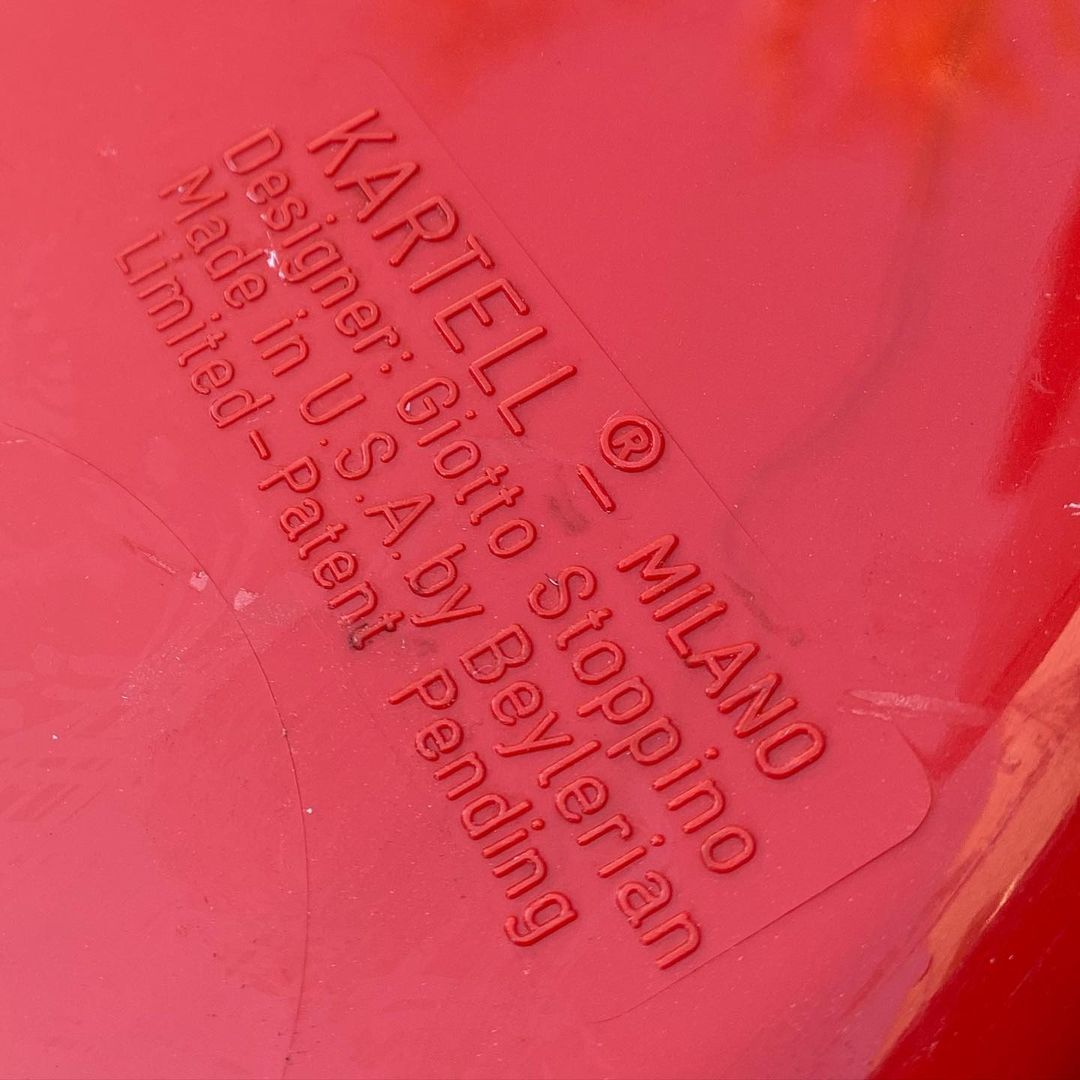 KARTELL ® – MILANO
Designer: Giotto Stoppino
Made in U.S.A. by Beylerian
Limited – Patent Pending